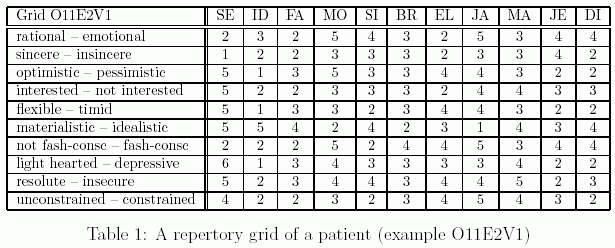 Grid O11E2V1 SE ID FA MO SI BR EL JA MA JE DI
rational – emotional 2 3 2 5 4 3 2 5 3 4 4
sincere – insincere 1 2 2 3 3 3 2 3 3 4 2
optimistic – pessimistic 5 1 3 5 3 3 4 4 3 2 2
interested – not interested 5 2 2 3 3 3 2 4 4 3 3
flexible – timid 5 1 3 3 2 3 4 4 3 2 2
materialistic – idealistic 5 5 4 2 4 2 3 1 4 3 4
not fash-consc – fash-consc 2 2 2 5 2 4 4 5 3 4 4
light hearted – depressive 6 1 3 4 3 3 3 3 4 2 2
resolute – insecure 5 2 3 4 4 3 4 4 5 2 3
unconstrained – constrained 4 2 2 3 2 3 4 5 4 3 2
Table 1: A repertory grid of a patient (example O11E2V1)